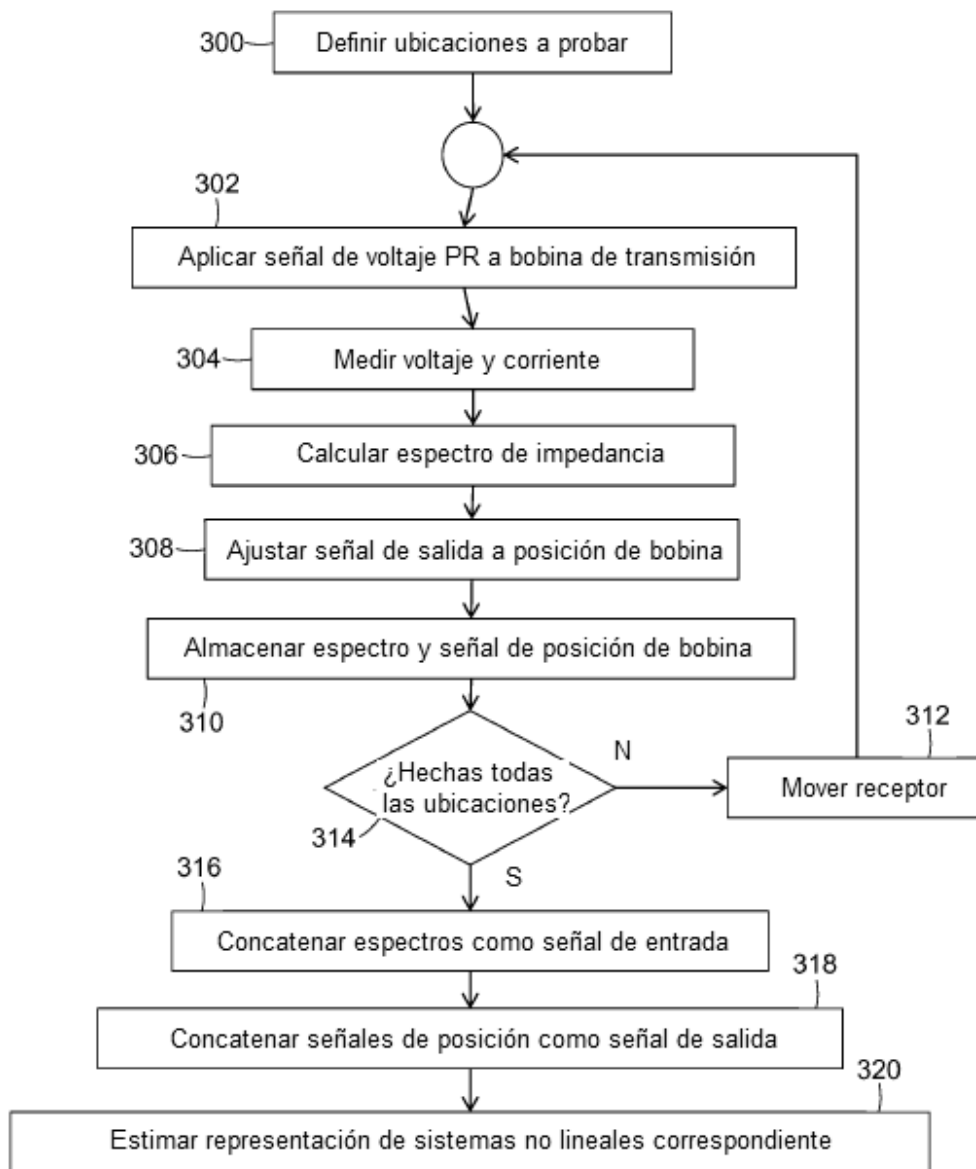 300
Definir ubicaciones a probar
302
Aplicar señal de voltaje PR a bobina de transmisión
304
Medir voltaje y corriente
306
Calcular espectro de impedancia
308
Ajustar señal de salida a posición de bobina
Almacenar espectro y señal de posición de bobina
310
312
N
¿Hechas todas
las ubicaciones?
Mover receptor
314
S
316
Concatenar espectros como señal de entrada
318
Concatenar señales de posición como señal de salida
320
Estimar representación de sistemas no lineales correspondiente